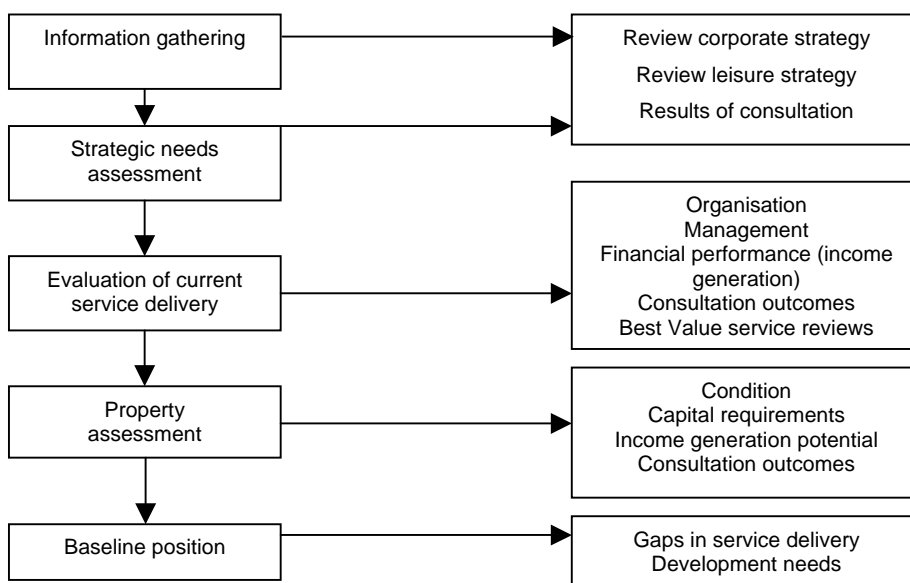 Information gathering
Review corporate strategy
Review leisure strategy
Results of consultation
Strategic needs
assessment
Evaluation of current
service delivery
Organisation
Management
Financial performance (income
generation)
Consultation outcomes
Best Value service reviews
Property
assessment
Condition
Capital requirements
Income generation potential
Consultation outcomes
Baseline position
Gaps in service delivery
Development needs